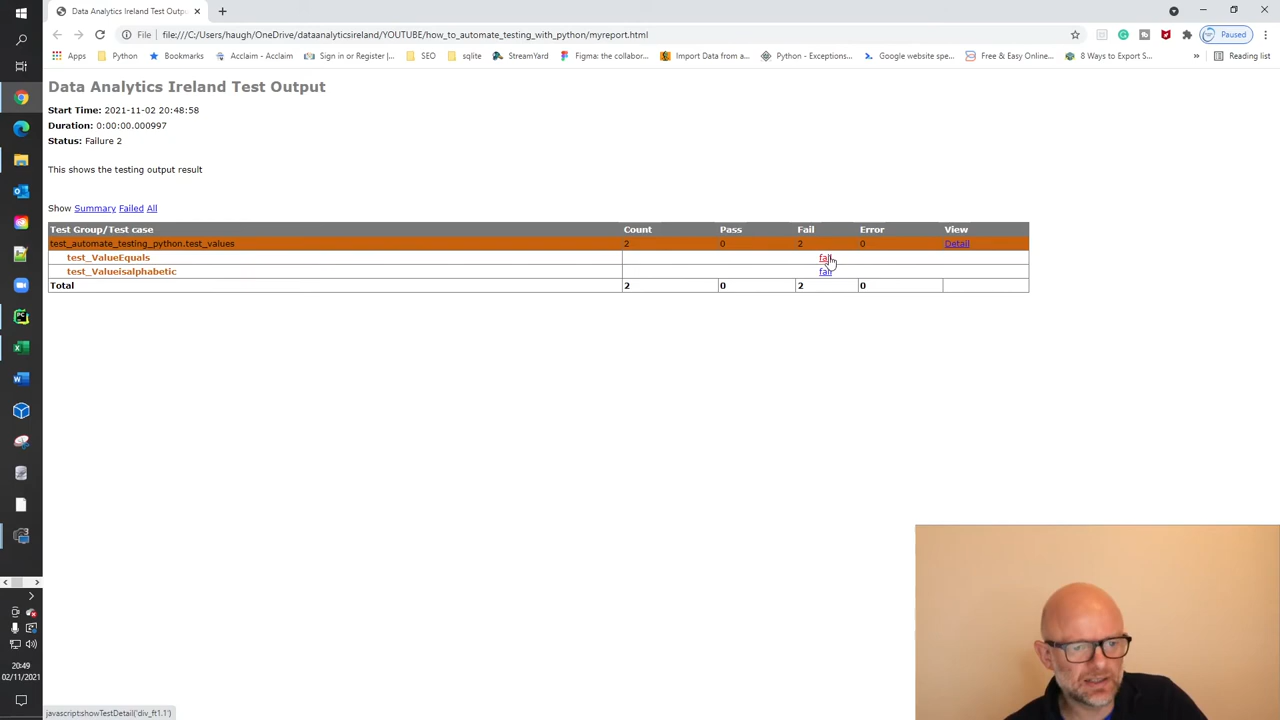 Data Analytics Ireland Test Outpu
File file:///C:/Users/haugh/OneDrive/dataanalyticsireland/YOUTUBE/how_to_automate_testing_with_python/myreport.html
Paused
Apps Python Bookmarks Acclaim - Acclaim Sign in or Register |... SEO sqlite StreamYard Figma: the collabo... Import Data from a... Python - Exceptions... Google website spe... Free & Easy Online... 8 Ways to Export S... Reading list
Data Analytics Ireland Test Output
Start Time: 2021-11-02 20:48:58
Duration: 0:00:00.000997
Status: Failure 2
This shows the testing output result
Show Summary Failed All
Test Group/Test case Count Pass Fail Error View
test_automate_testing_python.test_values 2 0 2 0 Detail
test_ValueEquals fail
test_Valueisalphabetic fail
Total 2 0 2 0
20:49
02/11/2021
javascript:showTestDetail('div_ft1.1')